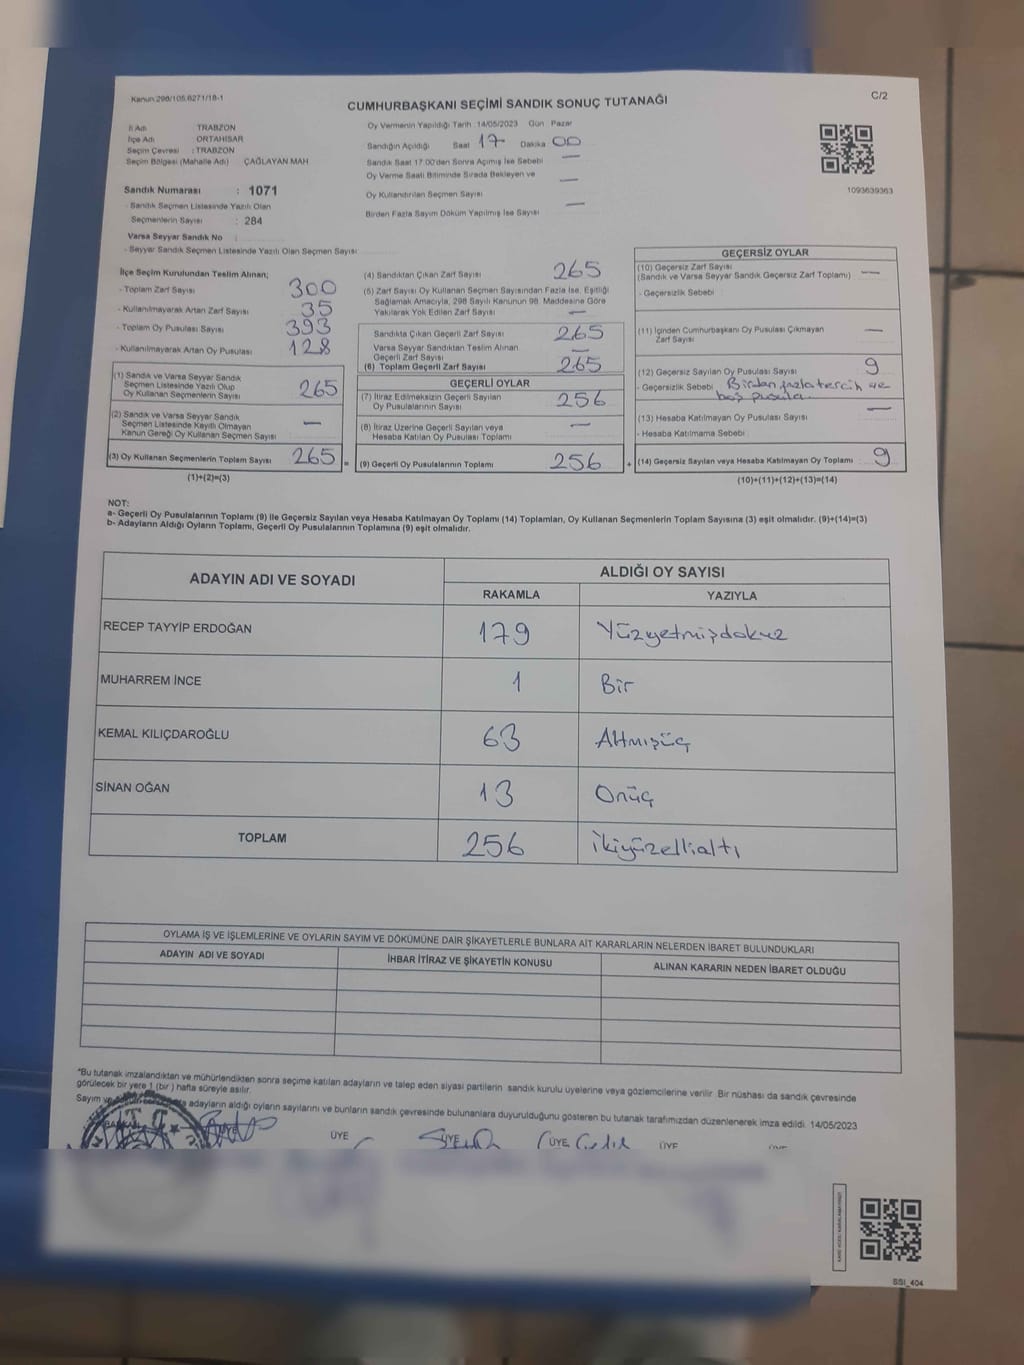 Kanun 298/105,6271/18-1
C/2
CUMHURBAŞKANI SEÇİMİ SANDIK SONUÇ TUTANAĞI
İl Adı TRABZON
İlçe Adı ORTAHİSAR
Seçim Çevresi : TRABZON
Seçim Bölgesi (Mahalle Adı) ÇAĞLAYAN MAH
Sandık Numarası : 1071
- Sandık Seçmen Listesinde Yazılı Olan
Seçmenlerin Sayısı : 284
Varsa Seyyar Sandık No
- Seyyar Sandık Seçmen Listesinde Yazılı Olan Seçmen Sayısı
Oy Vermenin Yapıldığı Tarih :14/05/2023 Gün Pazar
Sandığın Açıldığı Saat 17 Dakika 00
Sandık Saat 17:00'den Sonra Açılmış İse Sebebi —
Oy Verme Saati Bitiminde Sırada Bekleyen ve
Oy Kullandırılan Seçmen Sayısı —
Birden Fazla Sayım Döküm Yapılmış İse Sayısı —
1093639363
İlçe Seçim Kurulundan Teslim Alınan;
- Toplam Zarf Sayısı 300
- Kullanılmayarak Artan Zarf Sayısı 35
- Toplam Oy Pusulası Sayısı 393
- Kullanılmayarak Artan Oy Pusulası 128
(1) Sandık ve Varsa Seyyar Sandık
Seçmen Listesinde Yazılı Olup
Oy Kullanan Seçmenlerin Sayısı 265
(2) Sandık ve Varsa Seyyar Sandık
Seçmen Listesinde Kayıtlı Olmayan
Kanun Gereği Oy Kullanan Seçmen Sayısı —
(3) Oy Kullanan Seçmenlerin Toplam Sayısı 265 =
(1)+(2)=(3)
(4) Sandıktan Çıkan Zarf Sayısı 265
(5) Zarf Sayısı Oy Kullanan Seçmen Sayısından Fazla İse, Eşitliği
Sağlamak Amacıyla, 298 Sayılı Kanunun 98. Maddesine Göre
Yakılarak Yok Edilen Zarf Sayısı —
Sandıkta Çıkan Geçerli Zarf Sayısı 265
Varsa Seyyar Sandıktan Teslim Alınan
Geçerli Zarf Sayısı —
(6) Toplam Geçerli Zarf Sayısı 265
GEÇERLİ OYLAR
(7) İtiraz Edilmeksizin Geçerli Sayılan
Oy Pusulalarının Sayısı 256
(8) İtiraz Üzerine Geçerli Sayılan veya
Hesaba Katılan Oy Pusulası Toplamı —
(9) Geçerli Oy Pusulalarının Toplamı 256 +
GEÇERSİZ OYLAR
(10) Geçersiz Zarf Sayısı
(Sandık ve Varsa Seyyar Sandık Geçersiz Zarf Toplamı) —
- Geçersizlik Sebebi
(11) İçinden Cumhurbaşkanı Oy Pusulası Çıkmayan
Zarf Sayısı —
(12) Geçersiz Sayılan Oy Pusulası Sayısı 9
- Geçersizlik Sebebi Birden fazla tercih ve
boş pusula.
(13) Hesaba Katılmayan Oy Pusulası Sayısı —
- Hesaba Katılmama Sebebi
(14) Geçersiz Sayılan veya Hesaba Katılmayan Oy Toplamı 9
(10)+(11)+(12)+(13)=(14)
NOT:
a- Geçerli Oy Pusulalarının Toplamı (9) ile Geçersiz Sayılan veya Hesaba Katılmayan Oy Toplamı (14) Toplamları, Oy Kullanan Seçmenlerin Toplam Sayısına (3) eşit olmalıdır. (9)+(14)=(3)
b- Adayların Aldığı Oyların Toplamı, Geçerli Oy Pusulalarının Toplamına (9) eşit olmalıdır.
ADAYIN ADI VE SOYADI ALDIĞI OY SAYISI
RAKAMLA YAZIYLA
RECEP TAYYİP ERDOĞAN 179 Yüzyetmişdokuz
MUHARREM İNCE 1 Bir
KEMAL KILIÇDAROĞLU 63 Altmışüç
SİNAN OĞAN 13 Onüç
TOPLAM 256 İkiyüzellialtı
OYLAMA İŞ VE İŞLEMLERİNE VE OYLARIN SAYIM VE DÖKÜMÜNE DAİR ŞİKAYETLERLE BUNLARA AİT KARARLARIN NELERDEN İBARET BULUNDUKLARI
ADAYIN ADI VE SOYADI İHBAR İTİRAZ VE ŞİKAYETİN KONUSU ALINAN KARARIN NEDEN İBARET OLDUĞU
*Bu tutanak imzalandıktan ve mühürlendikten sonra seçime katılan adayların ve talep eden siyasi partilerin sandık kurulu üyelerine veya gözlemcilerine verilir. Bir nüshası da sandık çevresinde
görülecek bir yere 1 (bir) hafta süreyle asılır.
Sayım ve adayların aldığı oyların sayılarını ve bunların sandık çevresinde bulunanlara duyurulduğunu gösteren bu tutanak tarafımızdan düzenlenerek imza edildi. 14/05/2023
ÜYE ÜYE ÜYE ÜYE ÜYE
BSI_404